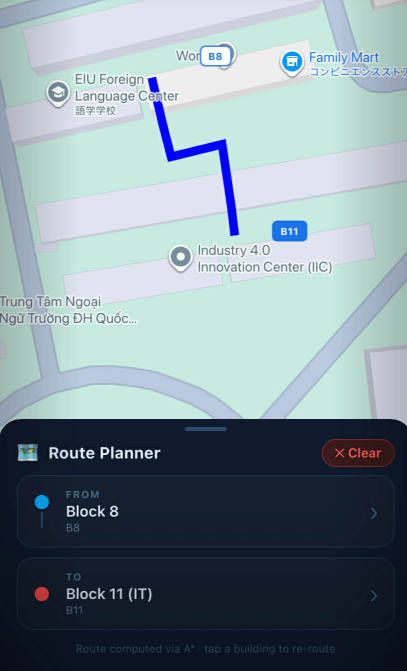 Wor
B8
Family Mart
コンビニエンスストア
EIU Foreign
Language Center
語学学校
B11
Industry 4.0
Innovation Center (IIC)
Trung Tâm Ngoại
Ngữ Trường ĐH Quốc...
Route Planner
× Clear
FROM
Block 8
B8
TO
Block 11 (IT)
B11
Route computed via A* · tap a building to re-route